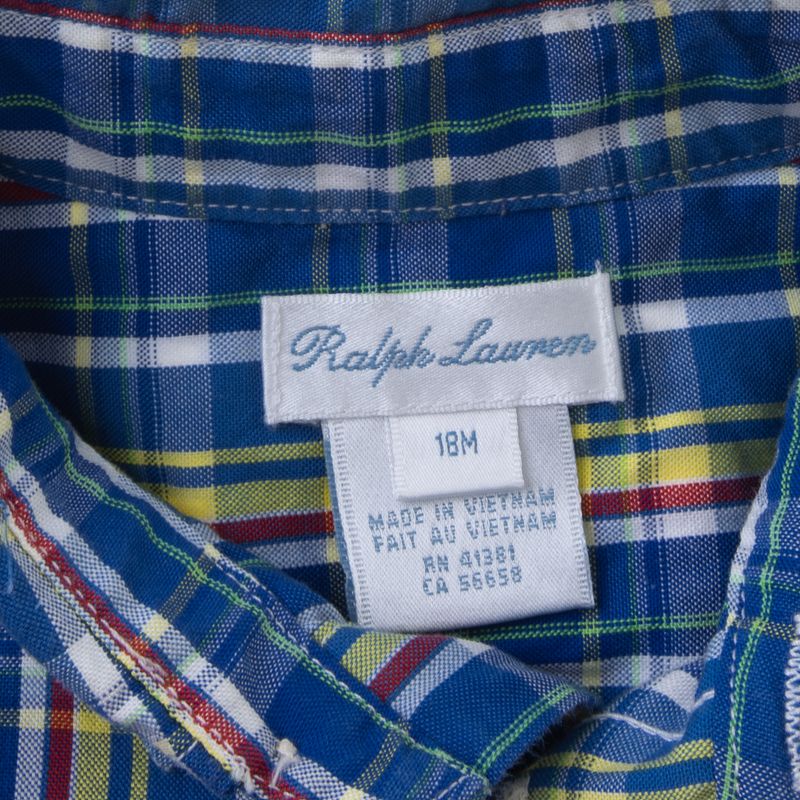 Ralph Lauren
18M
MADE IN VIETNAM
FAIT AU VIETNAM
RN 41381
CA 56658